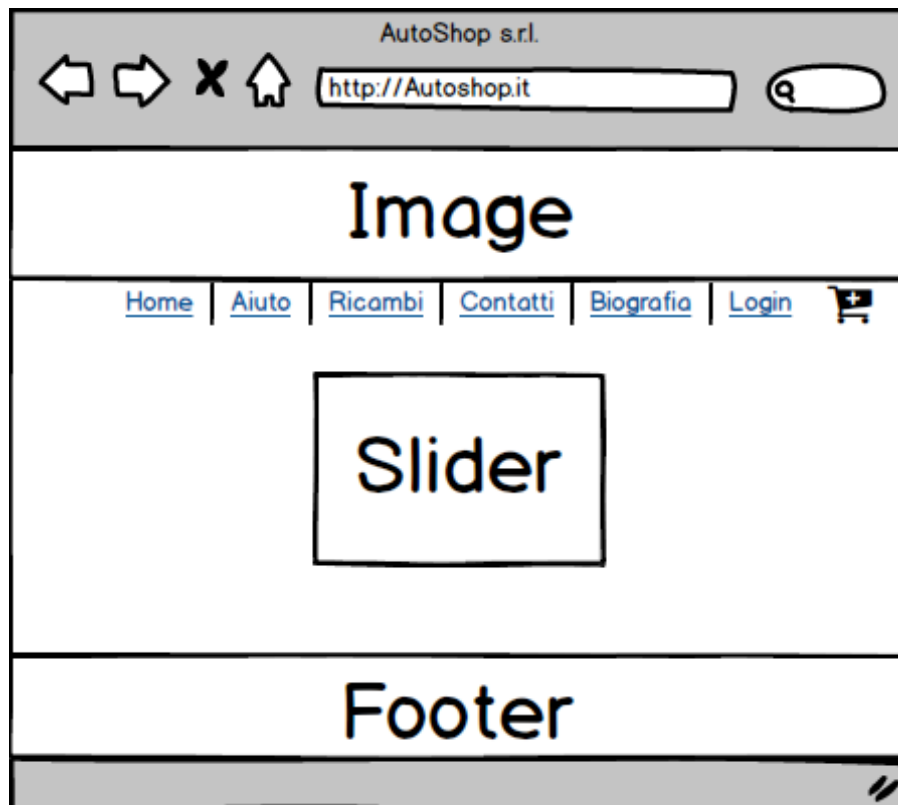 AutoShop s.r.l.
http://Autoshop.it
Image
Home Aiuto Ricambi Contatti Biografia Login
Slider
Footer